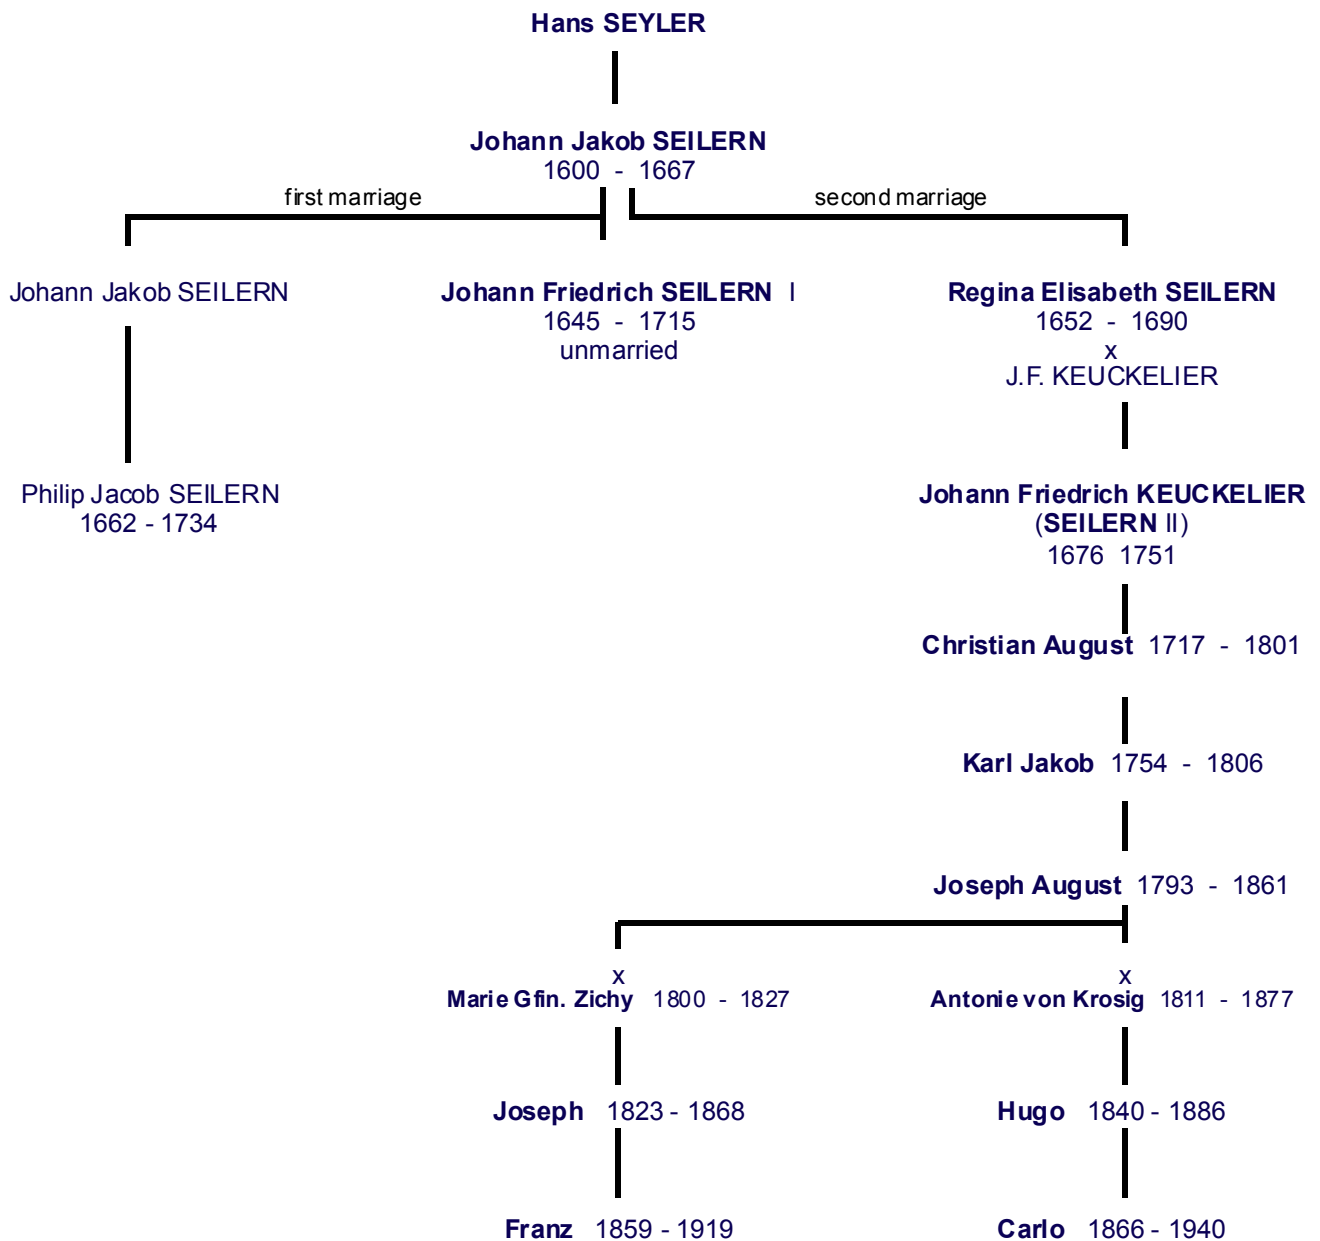 Hans SEYLER
Johann Jakob SEILERN
1600 - 1667
first marriage
second marriage
Johann Jakob SEILERN
Johann Friedrich SEILERN I
1645 - 1715
unmarried
Regina Elisabeth SEILERN
1652 - 1690
x
J.F. KEUCKELIER
Philip Jacob SEILERN
1662 - 1734
Johann Friedrich KEUCKELIER
(SEILERN II)
1676 1751
Christian August 1717 - 1801
Karl Jakob 1754 - 1806
Joseph August 1793 - 1861
x
Marie Gfin. Zichy 1800 - 1827
x
Antonie von Krosig 1811 - 1877
Joseph 1823 - 1868
Hugo 1840 - 1886
Franz 1859 - 1919
Carlo 1866 - 1940